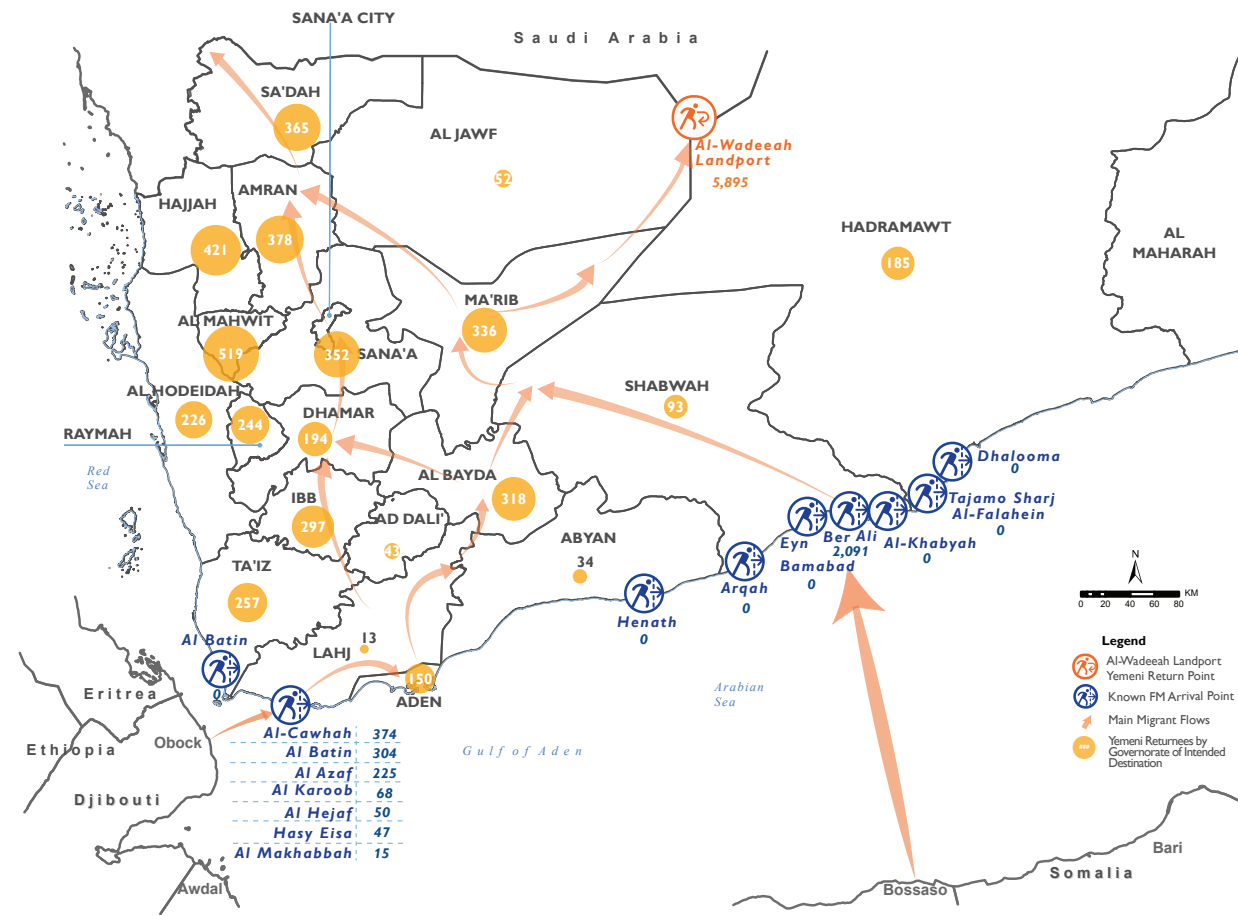 SANA'A CITY
Saudi Arabia
SA'DAH
365
AL JAWF
52
Al-Wadeeah
Landport
5,895
AMRAN
378
HAJJAH
421
HADRAMAWT
185
AL
MAHARAH
MA'RIB
336
AL MAHWIT
519
352
SANA'A
SHABWAH
93
AL HODEIDAH
226
244
DHAMAR
194
RAYMAH
Red
Sea
AL BAYDA
318
IBB
297
AD DALI'
43
ABYAN
34
TA'IZ
257
Dhalooma
0
Tajamo Sharj
Al-Falahein
0
Al-Khabyah
0
Ber Ali
2,091
Eyn
Bamabad
0
Arqah
0
Henath
0
Al Batin
0
LAHJ
13
150
ADEN
Arabian
Sea
Gulf of Aden
Eritrea
Ethiopia
Obock
Djibouti
Awdal
Al-Cawhah 374
Al Batin 304
Al Azaf 225
Al Karoob 68
Al Hejaf 50
Hasy Eisa 47
Al Makhabbah 15
Bossaso
Somalia
Bari
N
0 20 40 60 80 KM
Legend
Al-Wadeeah Landport
Yemeni Return Point
Known FM Arrival Point
Main Migrant Flows
###
Yemeni Returnees by
Governorate of Intended
Destination